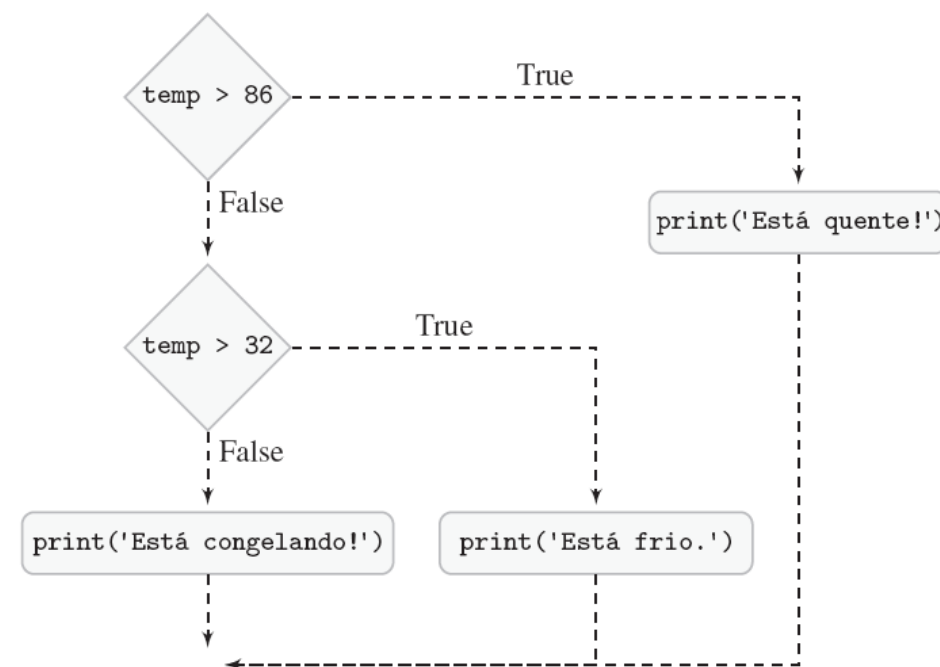 temp > 86
True
False
print('Está quente!')
temp > 32
True
False
print('Está congelando!')
print('Está frio.')